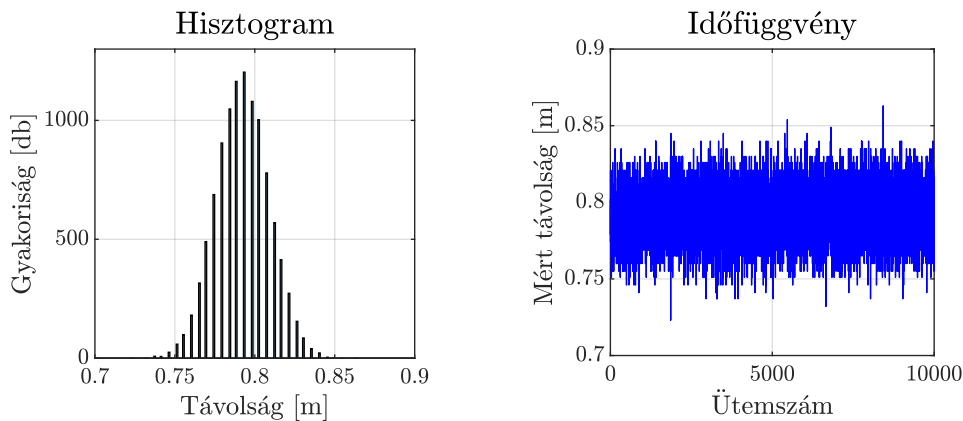 Hisztogram
Gyakoriság [db]
1000
500
0
0.7 0.75 0.8 0.85 0.9
Távolság [m]
Időfüggvény
Mért távolság [m]
0.9
0.85
0.8
0.75
0.7
0 5000 10000
Ütemszám